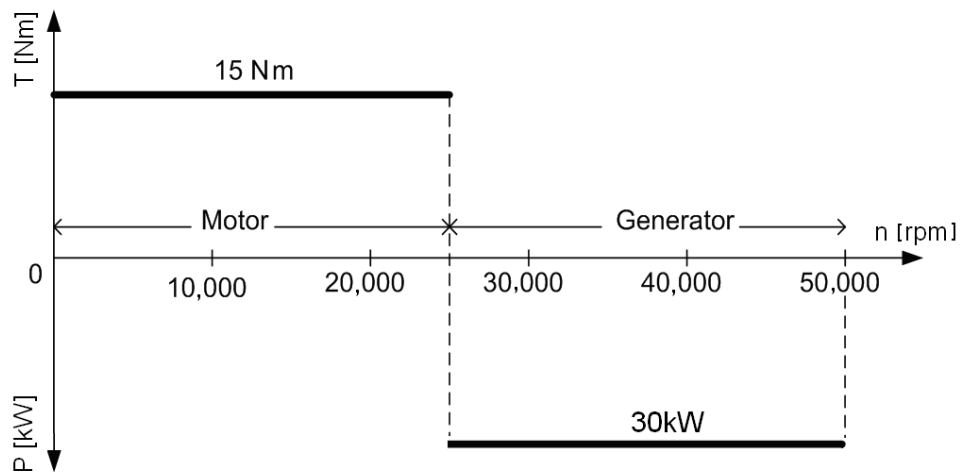 T [Nm]
15 Nm
Motor
Generator
n [rpm]
0
10,000
20,000
30,000
40,000
50,000
30kW
P [kW]